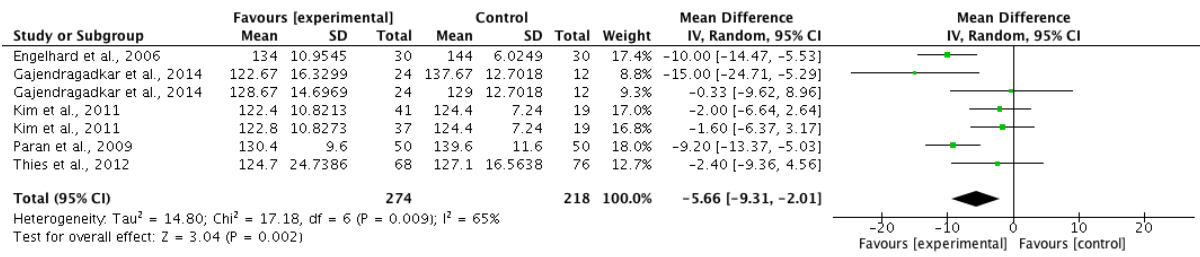 Favours [experimental] Control Mean Difference Mean Difference
Study or Subgroup Mean SD Total Mean SD Total Weight IV, Random, 95% CI IV, Random, 95% CI
Engelhard et al., 2006 134 10.9545 30 144 6.0249 30 17.4% -10.00 [-14.47, -5.53]
Gajendragadkar et al., 2014 122.67 16.3299 24 137.67 12.7018 12 8.8% -15.00 [-24.71, -5.29]
Gajendragadkar et al., 2014 128.67 14.6969 24 129 12.7018 12 9.3% -0.33 [-9.62, 8.96]
Kim et al., 2011 122.4 10.8213 41 124.4 7.24 19 17.0% -2.00 [-6.64, 2.64]
Kim et al., 2011 122.8 10.8273 37 124.4 7.24 19 16.8% -1.60 [-6.37, 3.17]
Paran et al., 2009 130.4 9.6 50 139.6 11.6 50 18.0% -9.20 [-13.37, -5.03]
Thies et al., 2012 124.7 24.7386 68 127.1 16.5638 76 12.7% -2.40 [-9.36, 4.56]
Total (95% CI) 274 218 100.0% -5.66 [-9.31, -2.01]
Heterogeneity: Tau² = 14.80; Chi² = 17.18, df = 6 (P = 0.009); I² = 65%
Test for overall effect: Z = 3.04 (P = 0.002)
-20 -10 0 10 20
Favours [experimental] Favours [control]